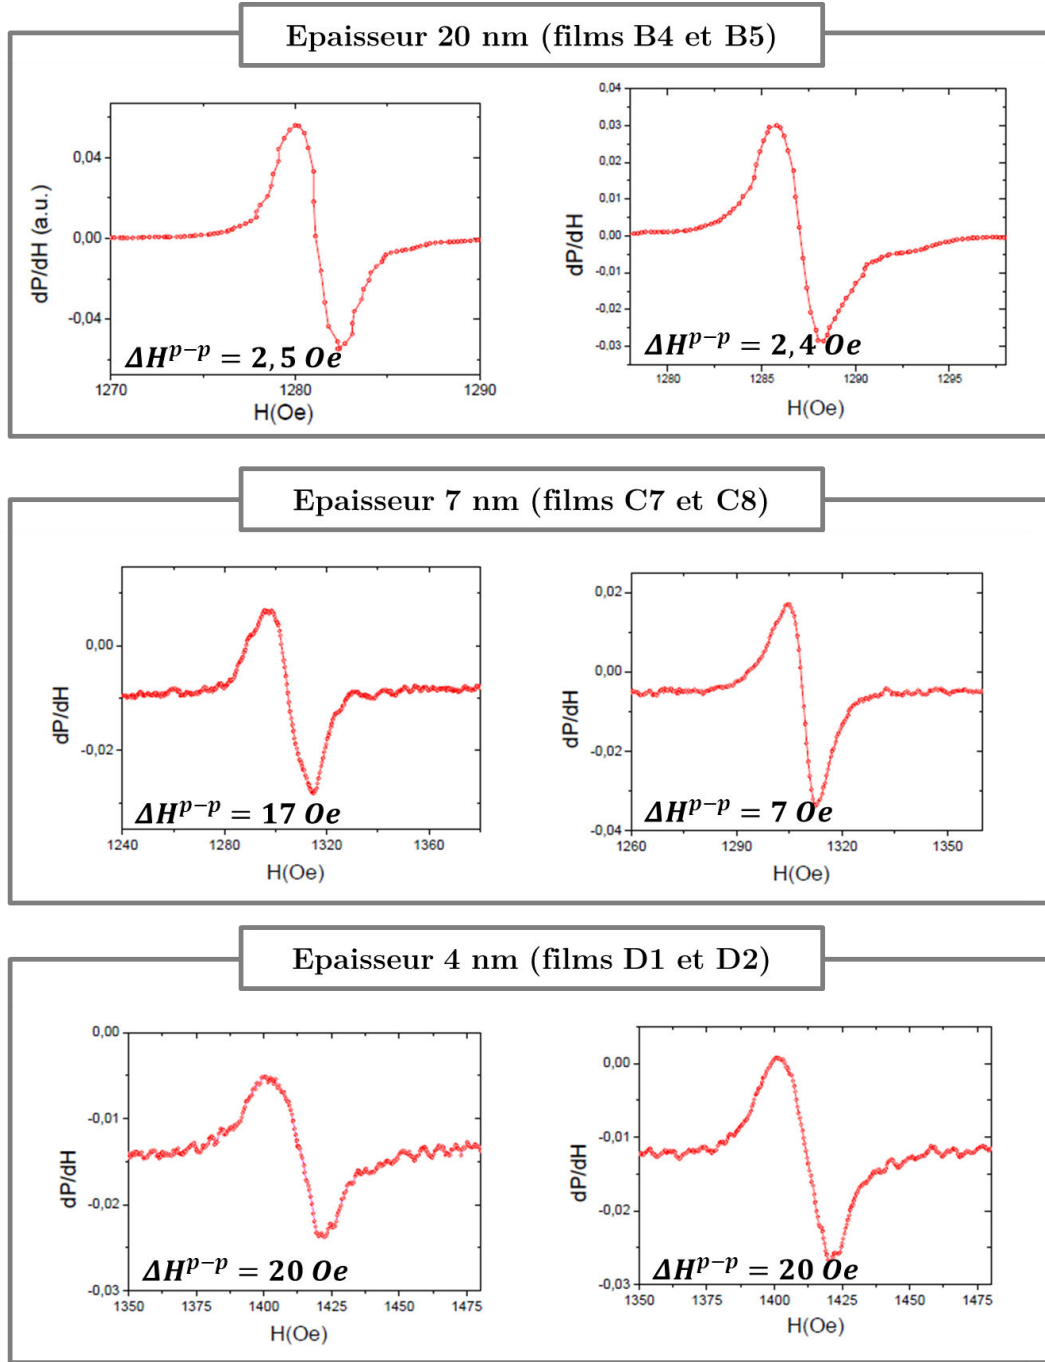 Epaisseur 20 nm (films B4 et B5)
0,04
0,00
-0,04
dP/dH (a.u.)
ΔH^{p−p} = 2,5 Oe
1270 1280 1290
H(Oe)
0,04
0,03
0,02
0,01
0,00
-0,01
-0,02
-0,03
dP/dH
ΔH^{p−p} = 2,4 Oe
1280 1285 1290 1295
H(Oe)
Epaisseur 7 nm (films C7 et C8)
0,00
-0,02
dP/dH
ΔH^{p−p} = 17 Oe
1240 1280 1320 1360
H(Oe)
0,02
0,00
-0,02
-0,04
dP/dH
ΔH^{p−p} = 7 Oe
1260 1290 1320 1350
H(Oe)
Epaisseur 4 nm (films D1 et D2)
0,00
-0,01
-0,02
-0,03
dP/dH
ΔH^{p−p} = 20 Oe
1350 1375 1400 1425 1450 1475
H(Oe)
0,00
-0,01
-0,02
-0,03
dP/dH
ΔH^{p−p} = 20 Oe
1350 1375 1400 1425 1450 1475
H(Oe)